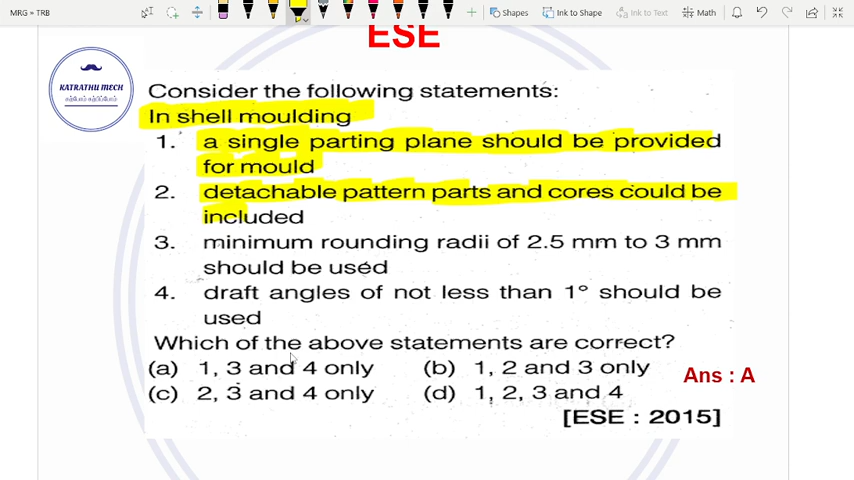 MRG » TRB
Shapes
Ink to Shape
Ink to Text
Math
ESE
KATRATHU MECH
கற்போம் கற்பிப்போம்
Consider the following statements:
In shell moulding
1. a single parting plane should be provided
for mould
2. detachable pattern parts and cores could be
included
3. minimum rounding radii of 2.5 mm to 3 mm
should be used
4. draft angles of not less than 1° should be
used
Which of the above statements are correct?
(a) 1, 3 and 4 only (b) 1, 2 and 3 only
(c) 2, 3 and 4 only (d) 1, 2, 3 and 4
Ans : A
[ESE : 2015]